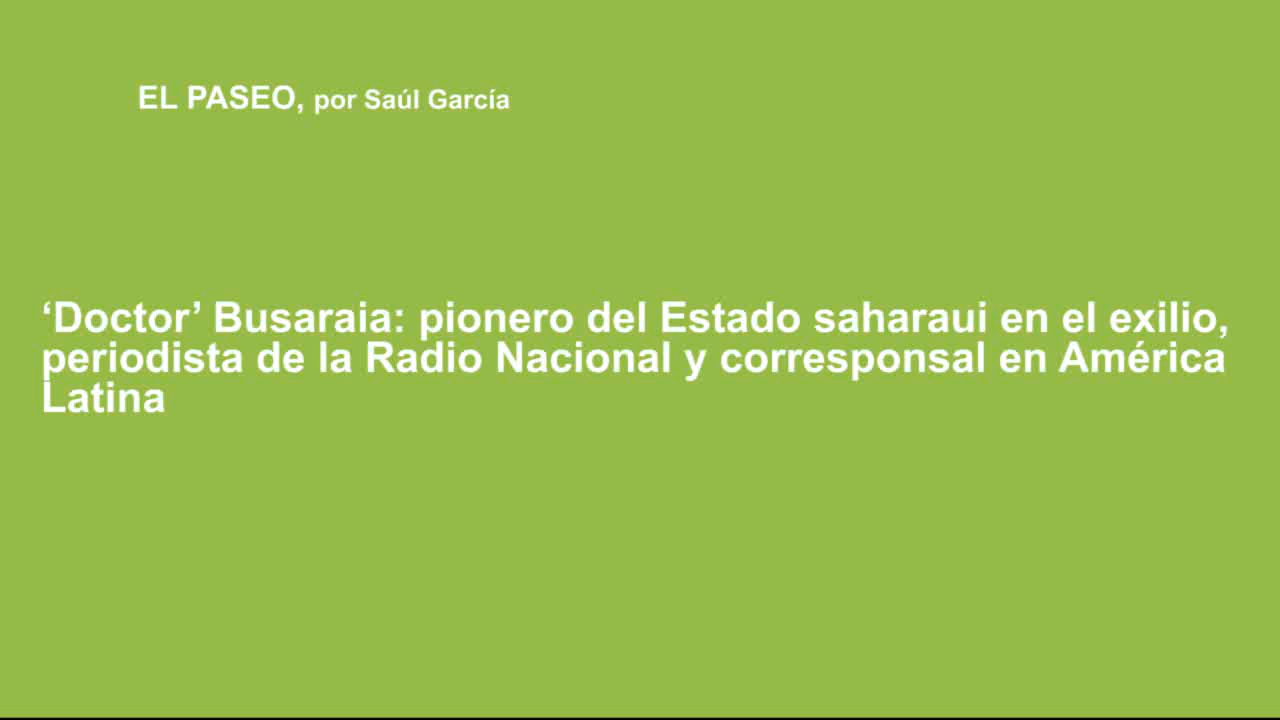 EL PASEO, por Saúl García
‘Doctor’ Busaraia: pionero del Estado saharaui en el exilio,
periodista de la Radio Nacional y corresponsal en América
Latina